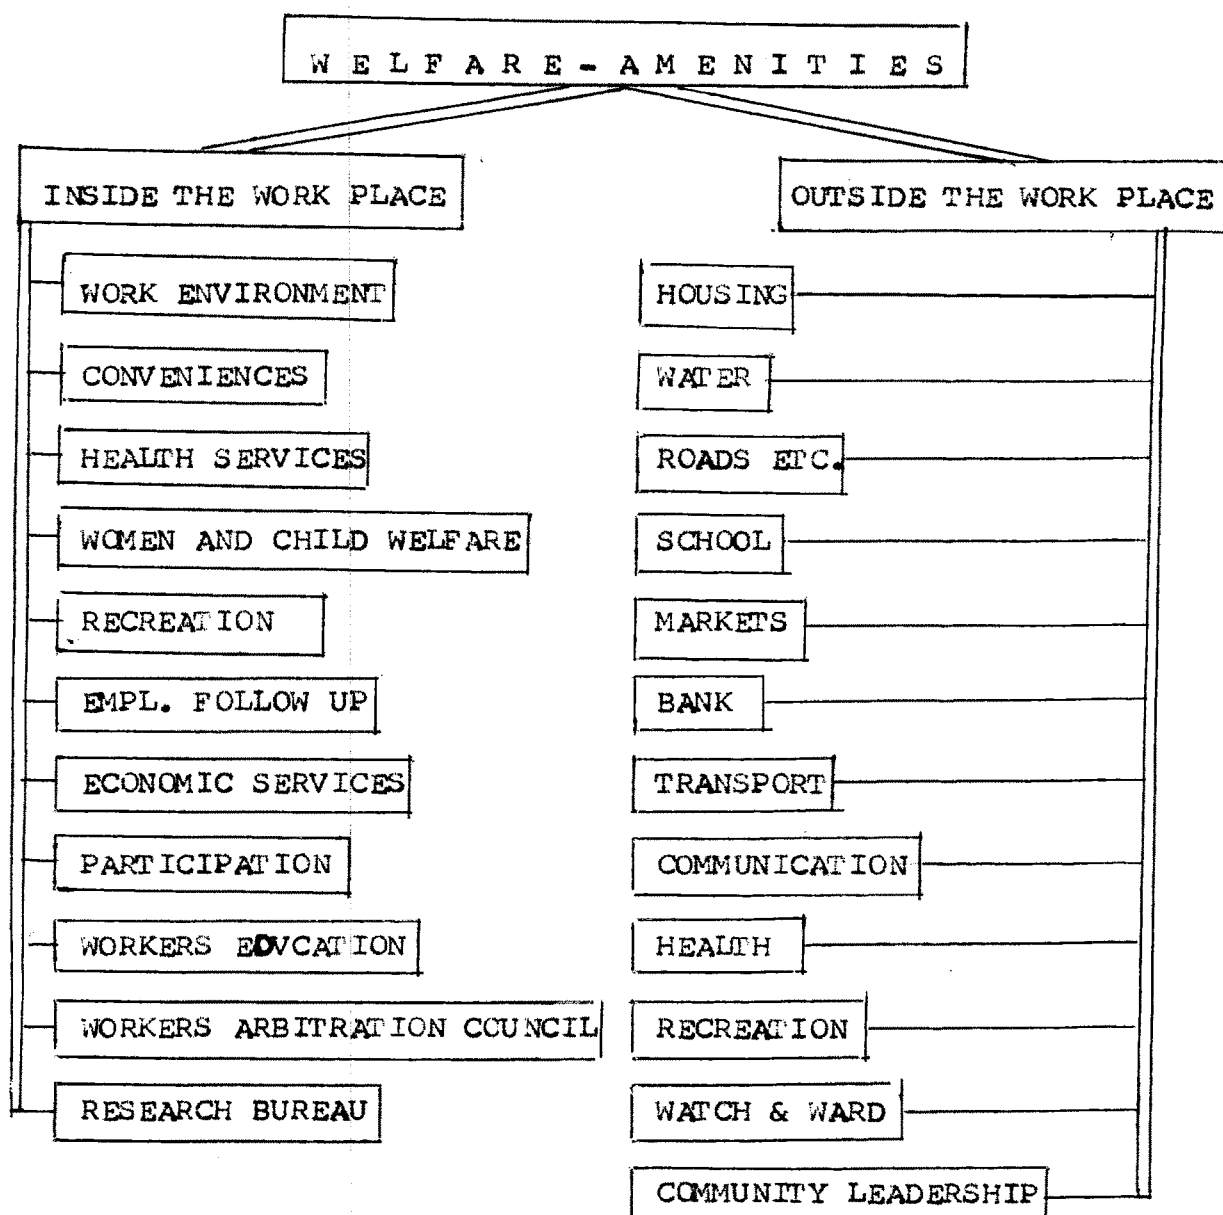 WELFARE-AMENITIES
INSIDE THE WORK PLACE
WORK ENVIRONMENT
CONVENIENCES
HEALTH SERVICES
WOMEN AND CHILD WELFARE
RECREATION
EMPL. FOLLOW UP
ECONOMIC SERVICES
PARTICIPATION
WORKERS EDVCATION
WORKERS ARBITRATION COUNCIL
RESEARCH BUREAU
OUTSIDE THE WORK PLACE
HOUSING
WATER
ROADS ETC.
SCHOOL
MARKETS
BANK
TRANSPORT
COMMUNICATION
HEALTH
RECREATION
WATCH & WARD
COMMUNITY LEADERSHIP